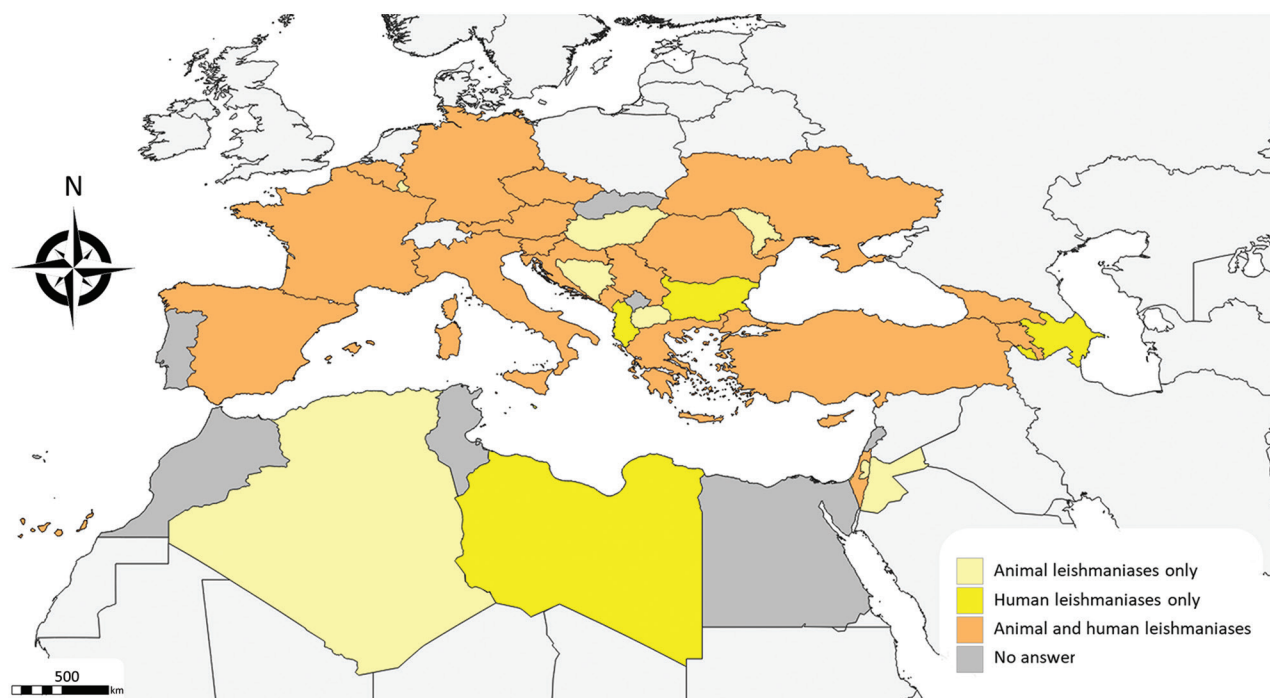 N
Animal leishmaniases only
Human leishmaniases only
Animal and human leishmaniases
No answer
500
km